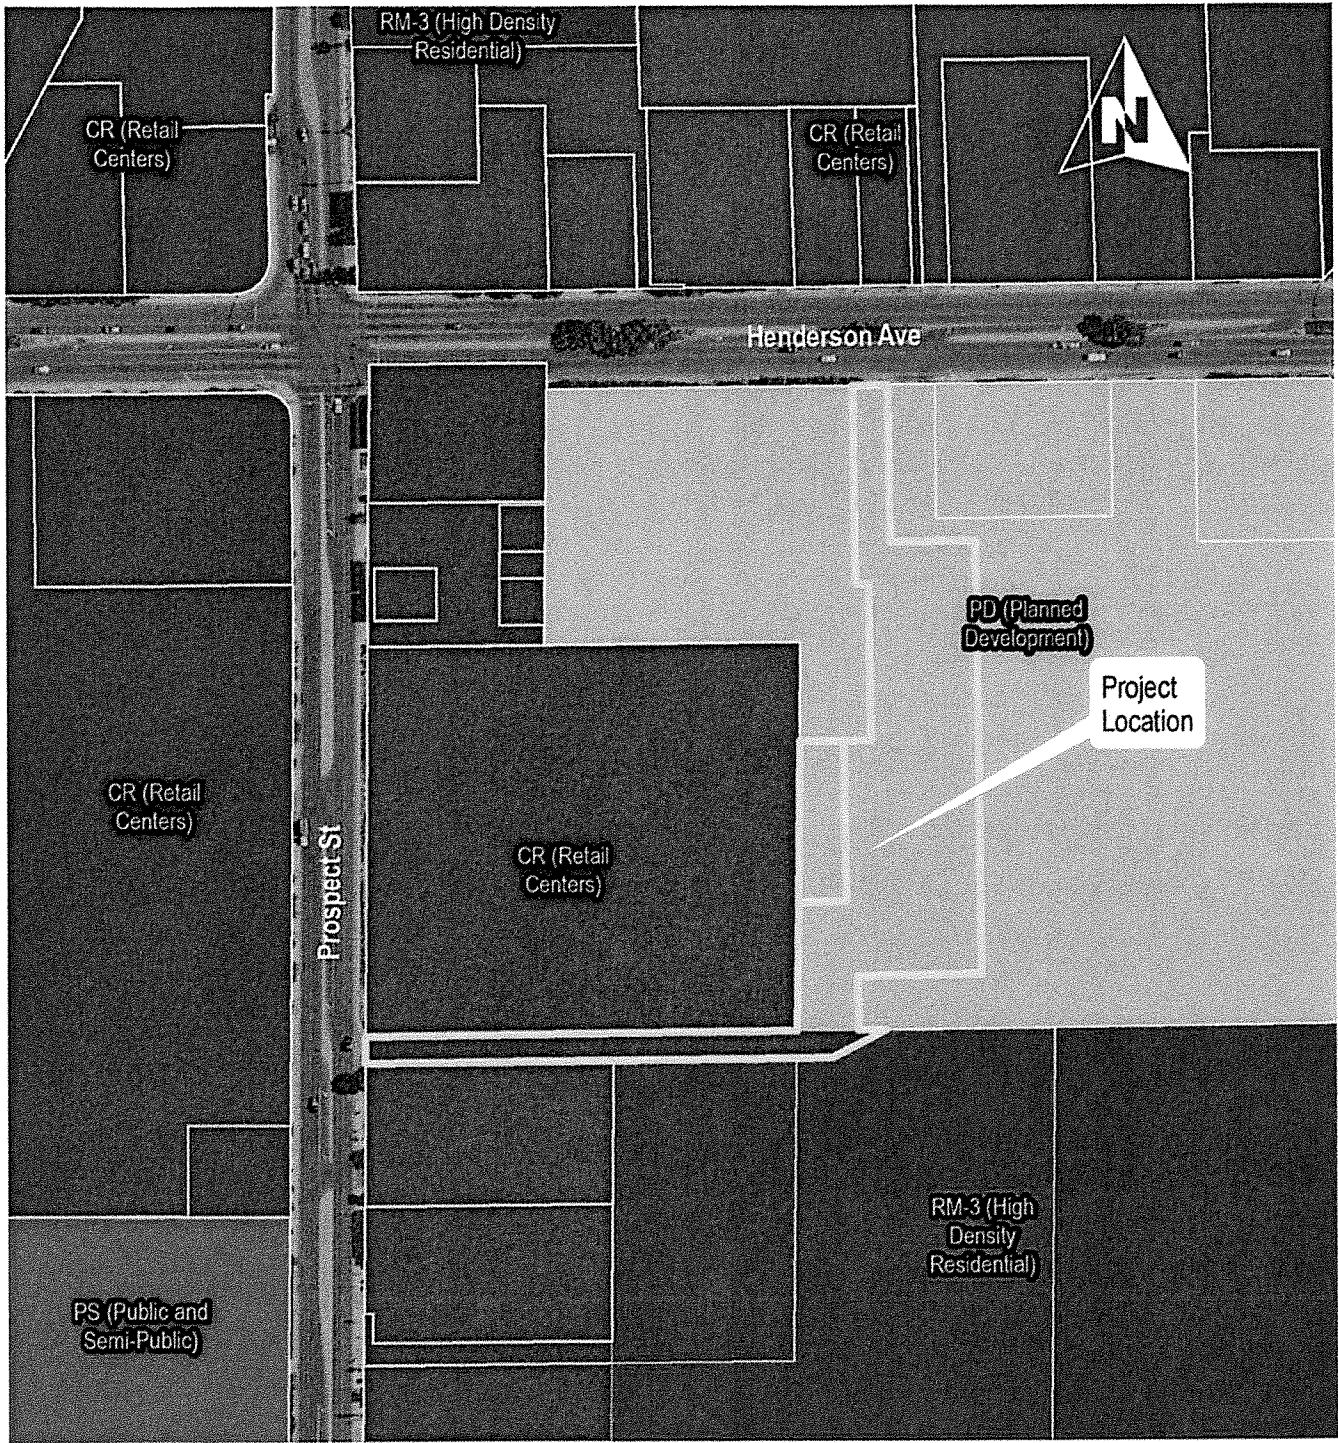 RM-3 (High Density
Residential)
CR (Retail
Centers)
CR (Retail
Centers)
N
Henderson Ave
PD (Planned
Development)
Project
Location
CR (Retail
Centers)
Prospect St
CR (Retail
Centers)
RM-3 (High
Density
Residential)
PS (Public and
Semi-Public)